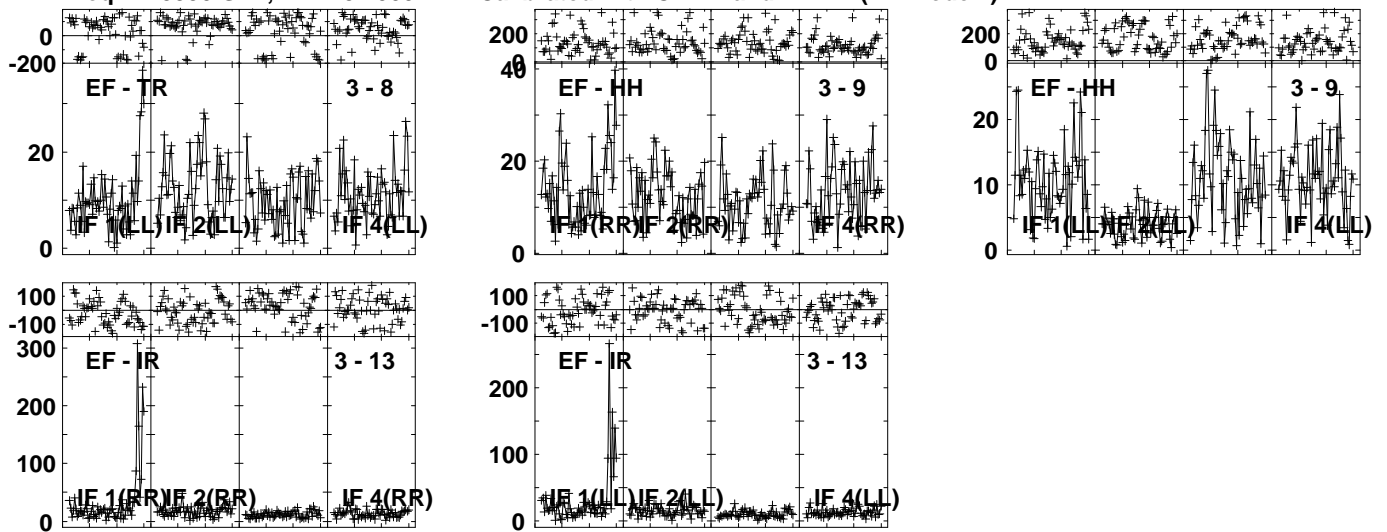 0
-200
EF - TR
3 - 8
20
0
IF 1(LL)
IF 2(LL)
IF 4(LL)
200
0
40
EF - HH
3 - 9
20
0
IF 1(RR)
IF 2(RR)
IF 4(RR)
200
0
EF - HH
3 - 9
20
10
0
IF 1(LL)
IF 2(LL)
IF 4(LL)
100
-100
300
EF - IR
3 - 13
200
100
0
IF 1(RR)
IF 2(RR)
IF 4(RR)
100
-100
EF - IR
3 - 13
200
100
0
IF 1(LL)
IF 2(LL)
IF 4(LL)